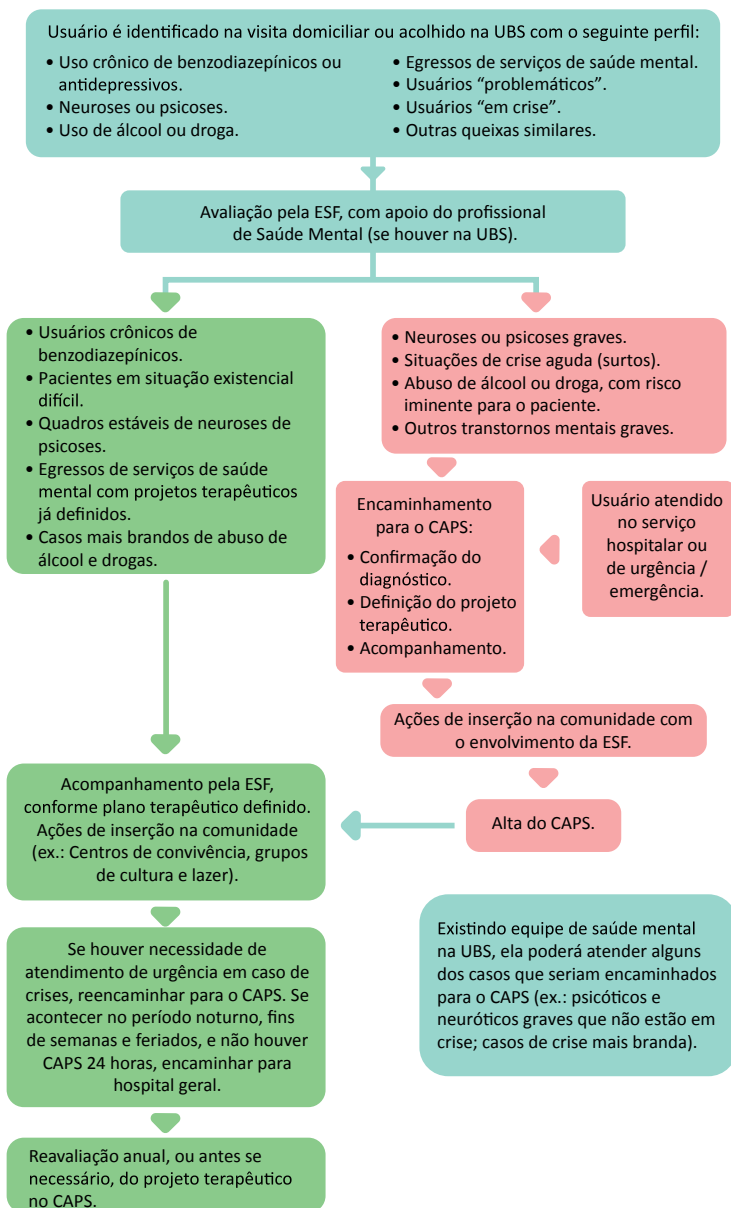 Usuário é identificado na visita domiciliar ou acolhido na UBS com o seguinte perfil:
• Uso crônico de benzodiazepínicos ou
antidepressivos.
• Neuroses ou psicoses.
• Uso de álcool ou droga.
• Egressos de serviços de saúde mental.
• Usuários “problemáticos”.
• Usuários “em crise”.
• Outras queixas similares.
Avaliação pela ESF, com apoio do profissional
de Saúde Mental (se houver na UBS).
• Usuários crônicos de
benzodiazepínicos.
• Pacientes em situação existencial
difícil.
• Quadros estáveis de neuroses de
psicoses.
• Egressos de serviços de saúde
mental com projetos terapêuticos
já definidos.
• Casos mais brandos de abuso de
álcool e drogas.
• Neuroses ou psicoses graves.
• Situações de crise aguda (surtos).
• Abuso de álcool ou droga, com risco
iminente para o paciente.
• Outros transtornos mentais graves.
Encaminhamento
para o CAPS:
• Confirmação do
diagnóstico.
• Definição do projeto
terapêutico.
• Acompanhamento.
Usuário atendido
no serviço
hospitalar ou
de urgência /
emergência.
Ações de inserção na comunidade com
o envolvimento da ESF.
Alta do CAPS.
Acompanhamento pela ESF,
conforme plano terapêutico definido.
Ações de inserção na comunidade
(ex.: Centros de convivência, grupos
de cultura e lazer).
Se houver necessidade de
atendimento de urgência em caso de
crises, reencaminhar para o CAPS. Se
acontecer no período noturno, fins
de semanas e feriados, e não houver
CAPS 24 horas, encaminhar para
hospital geral.
Existindo equipe de saúde mental
na UBS, ela poderá atender alguns
dos casos que seriam encaminhados
para o CAPS (ex.: psicóticos e
neuróticos graves que não estão em
crise; casos de crise mais branda).
Reavaliação anual, ou antes se
necessário, do projeto terapêutico
no CAPS.